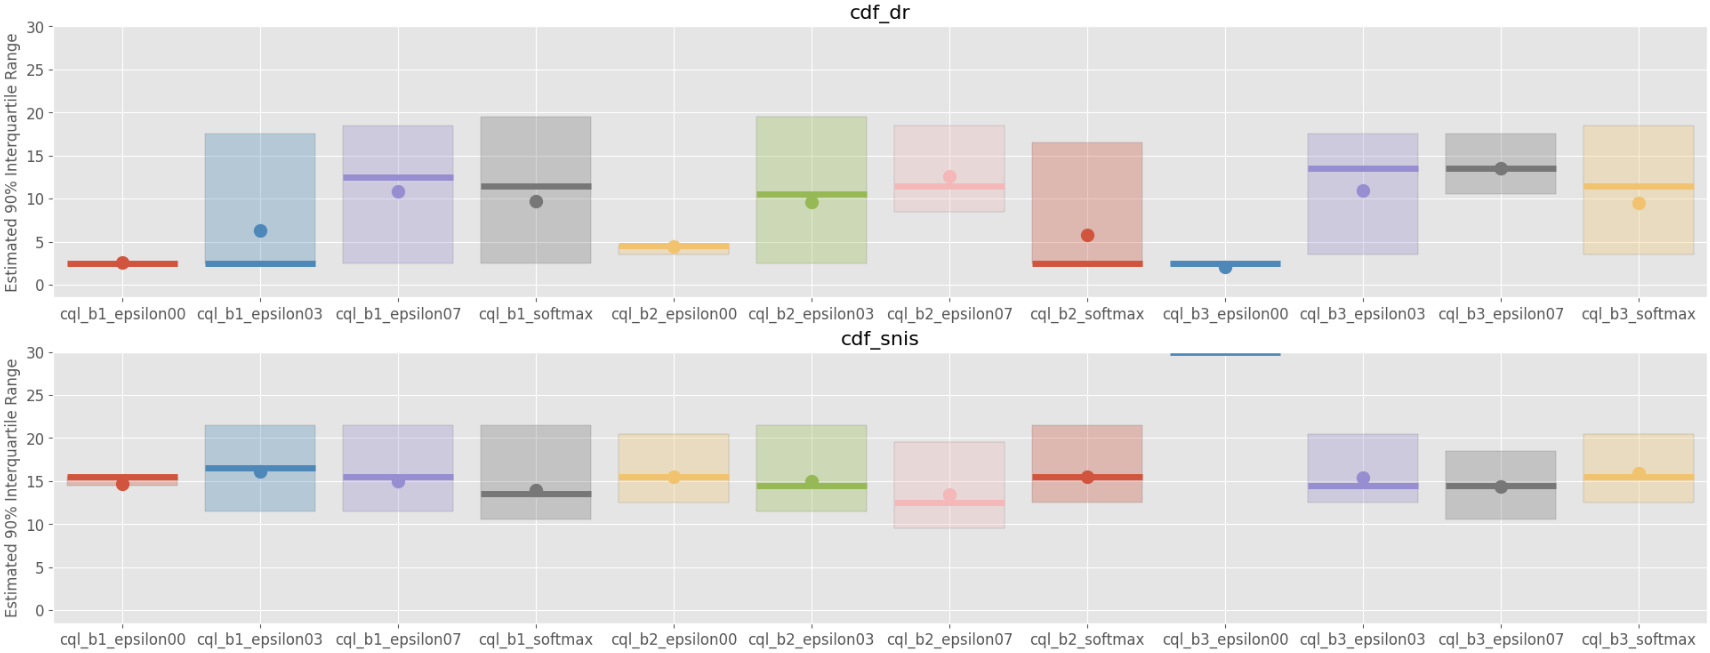 cdf_dr
Estimated 90% Interquartile Range
30
25
20
15
10
5
0
cql_b1_epsilon00 cql_b1_epsilon03 cql_b1_epsilon07 cql_b1_softmax cql_b2_epsilon00 cql_b2_epsilon03 cql_b2_epsilon07 cql_b2_softmax cql_b3_epsilon00 cql_b3_epsilon03 cql_b3_epsilon07 cql_b3_softmax
cdf_snis
Estimated 90% Interquartile Range
30
25
20
15
10
5
0
cql_b1_epsilon00 cql_b1_epsilon03 cql_b1_epsilon07 cql_b1_softmax cql_b2_epsilon00 cql_b2_epsilon03 cql_b2_epsilon07 cql_b2_softmax cql_b3_epsilon00 cql_b3_epsilon03 cql_b3_epsilon07 cql_b3_softmax